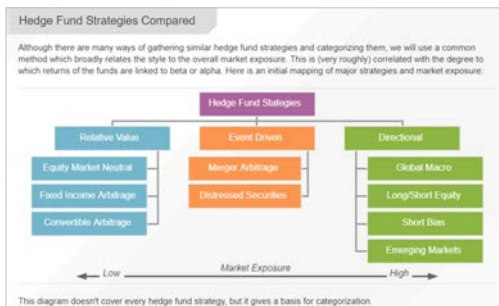 Hedge Fund Strategies Compared
Although there are many ways of gathering similar hedge fund strategies and categorizing them, we will use a common
method which broadly relates the style to the overall market exposure. This is (very roughly) correlated with the degree to
which returns of the funds are linked to beta or alpha. Here is an initial mapping of major strategies and market exposure:
Hedge Fund Stategies
Relative Value
Event Driven
Directional
Equity Market Neutral
Merger Arbitrage
Global Macro
Fixed Income Arbitrage
Distressed Securities
Long/Short Equity
Convertible Arbitrage
Short Bias
Emerging Markets
Low
Market Exposure
High
This diagram doesn't cover every hedge fund strategy, but it gives a basis for categorization.